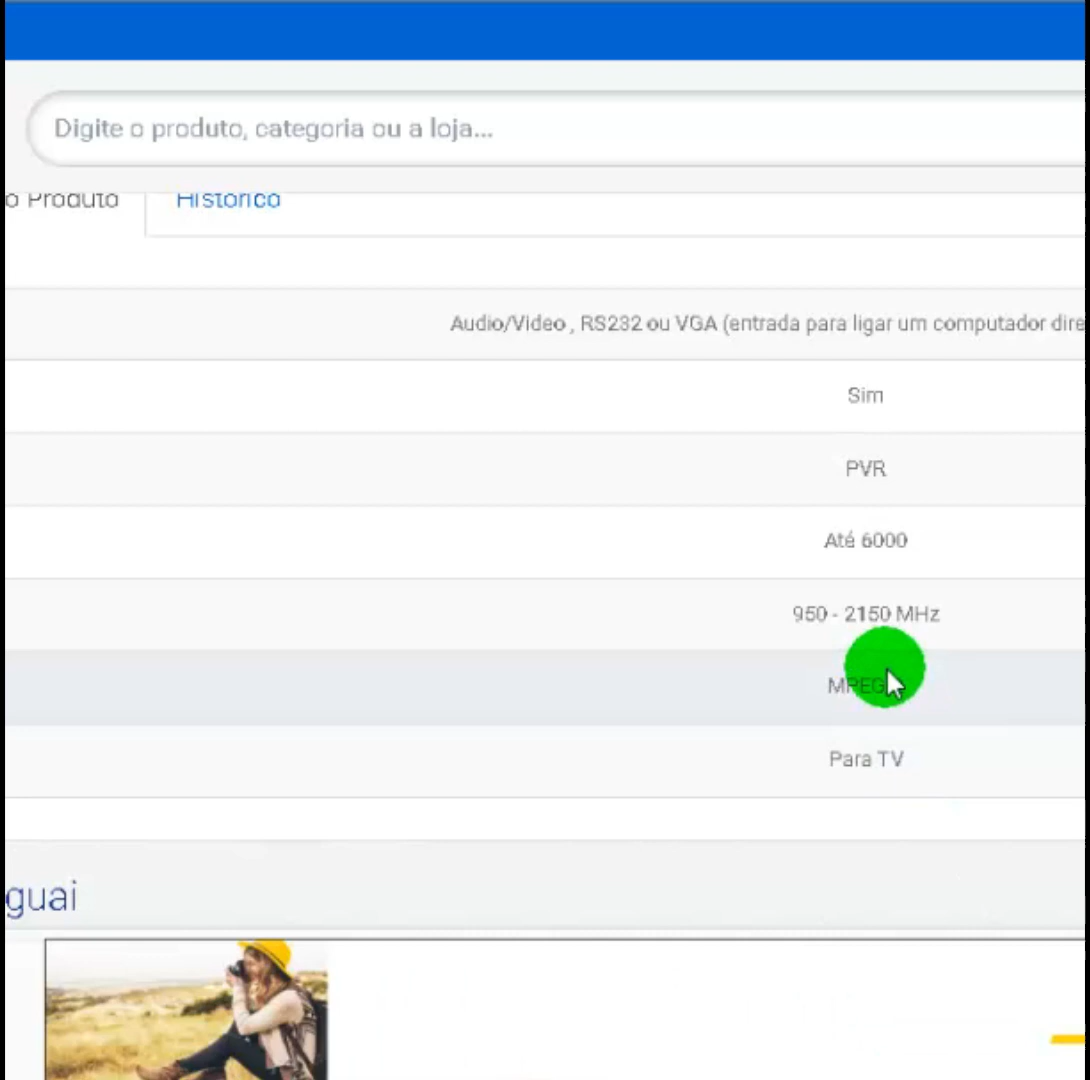 Digite o produto, categoria ou a loja...
o Produto
Histórico
Audio/Video , RS232 ou VGA (entrada para ligar um computador dire
Sim
PVR
Até 6000
950 - 2150 MHz
MPEG
Para TV
guai